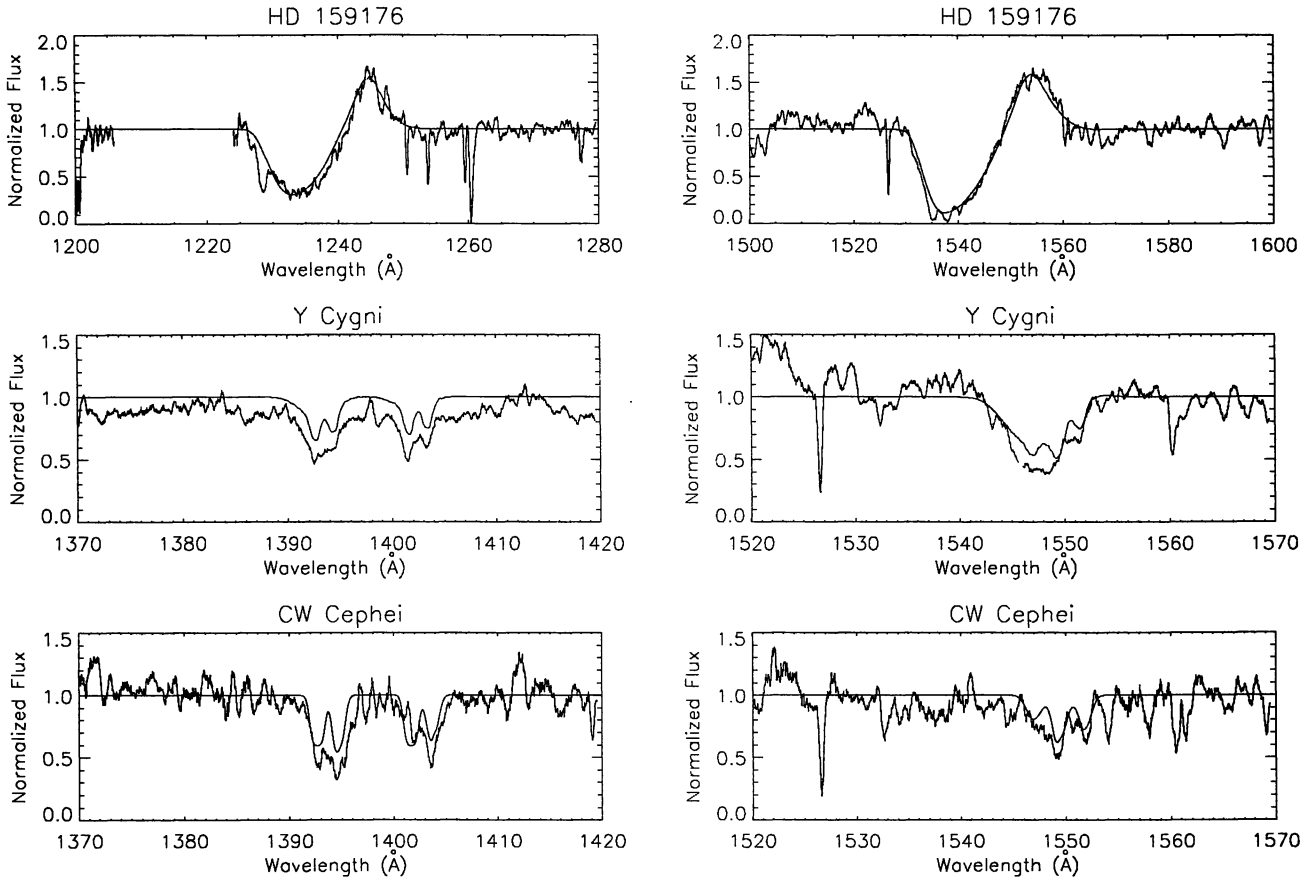 HD 159176
Normalized Flux
2.0
1.5
1.0
0.5
0.0
1200 1220 1240 1260 1280
Wavelength (Å)
HD 159176
Normalized Flux
2.0
1.5
1.0
0.5
0.0
1500 1520 1540 1560 1580 1600
Wavelength (Å)
Y Cygni
Normalized Flux
1.5
1.0
0.5
0.0
1370 1380 1390 1400 1410 1420
Wavelength (Å)
Y Cygni
Normalized Flux
1.5
1.0
0.5
0.0
1520 1530 1540 1550 1560 1570
Wavelength (Å)
CW Cephei
Normalized Flux
1.5
1.0
0.5
0.0
1370 1380 1390 1400 1410 1420
Wavelength (Å)
CW Cephei
Normalized Flux
1.5
1.0
0.5
0.0
1520 1530 1540 1550 1560 1570
Wavelength (Å)